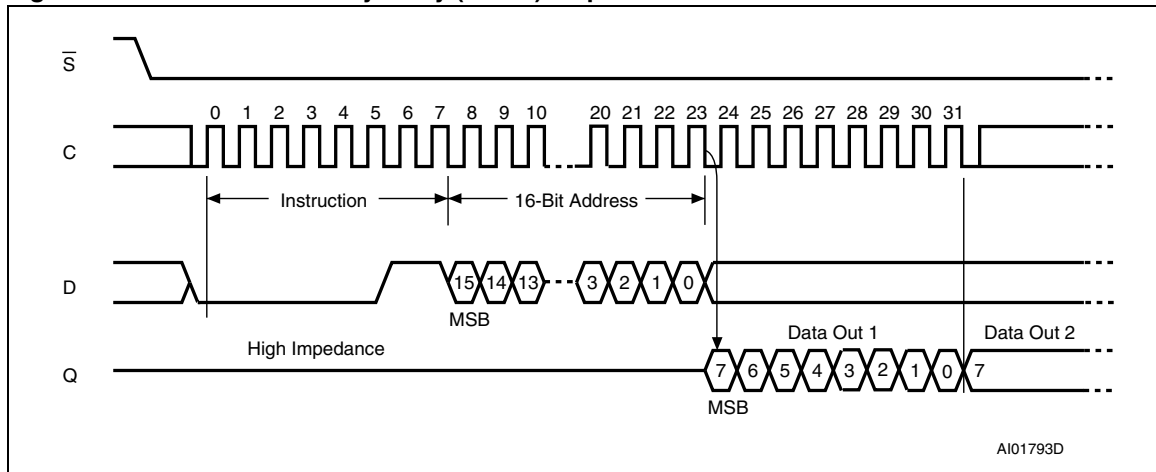 S
0 1 2 3 4 5 6 7 8 9 10 20 21 22 23 24 25 26 27 28 29 30 31
C
Instruction 16-Bit Address
D 15 14 13 3 2 1 0
MSB
High Impedance Data Out 1 Data Out 2
Q 7 6 5 4 3 2 1 0 7
MSB
AI01793D